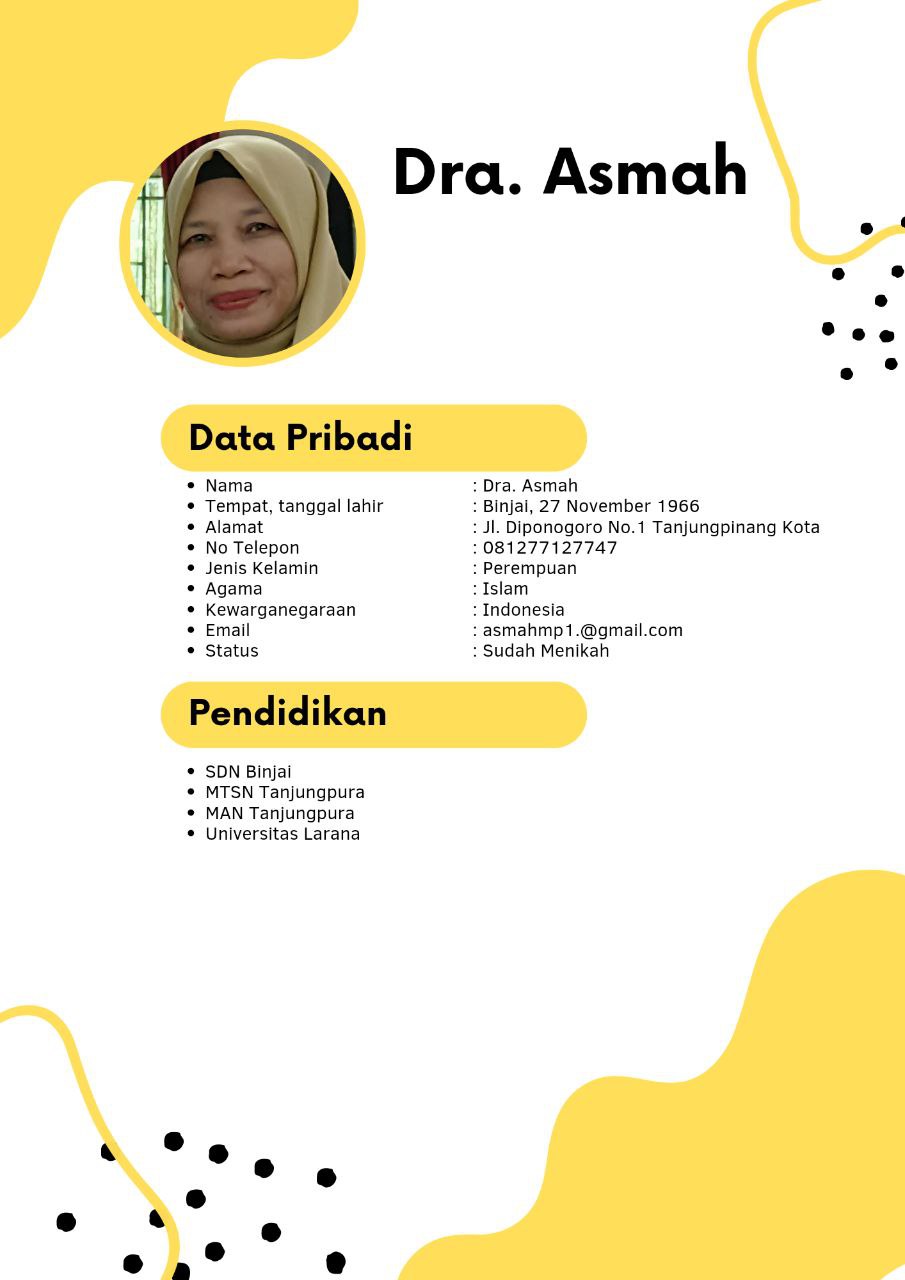 Dra. Asmah
Data Pribadi
• Nama : Dra. Asmah
• Tempat, tanggal lahir : Binjai, 27 November 1966
• Alamat : Jl. Diponogoro No.1 Tanjungpinang Kota
• No Telepon : 081277127747
• Jenis Kelamin : Perempuan
• Agama : Islam
• Kewarganegaraan : Indonesia
• Email : asmahmp1.@gmail.com
• Status : Sudah Menikah
Pendidikan
• SDN Binjai
• MTSN Tanjungpura
• MAN Tanjungpura
• Universitas Larana